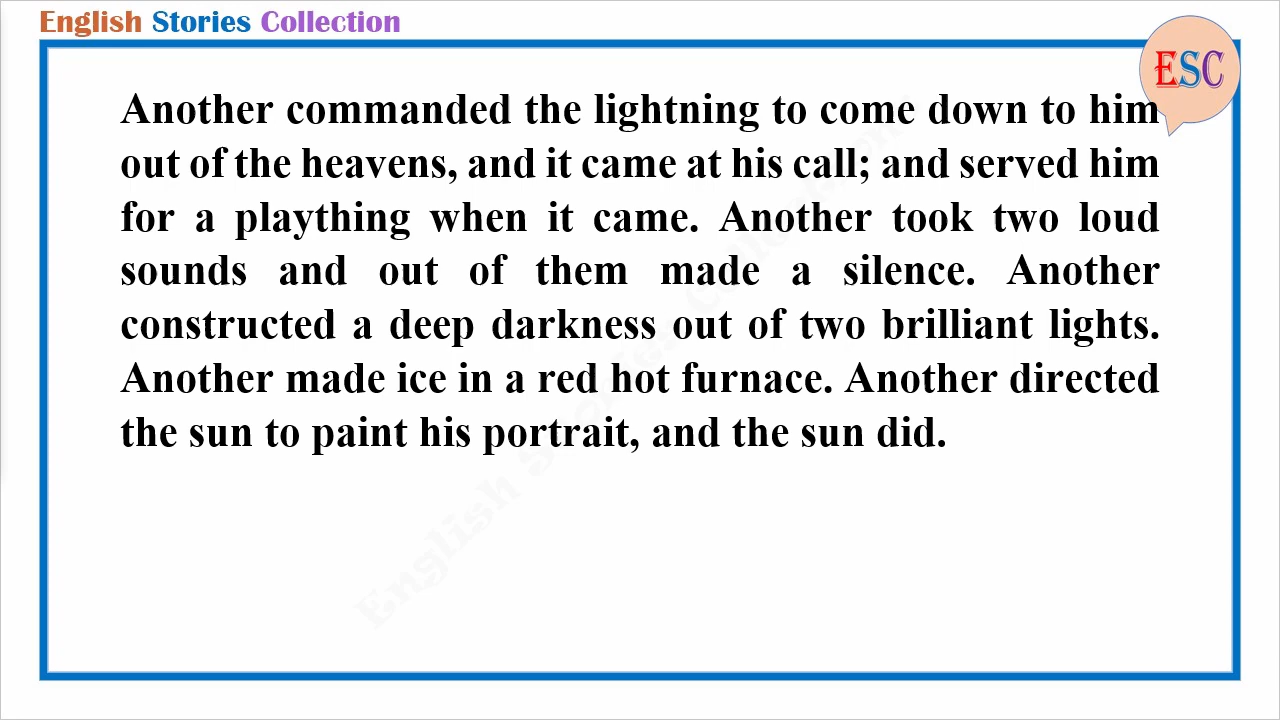 English Stories Collection
ESC
Another commanded the lightning to come down to him
out of the heavens, and it came at his call; and served him
for a plaything when it came. Another took two loud
sounds and out of them made a silence. Another
constructed a deep darkness out of two brilliant lights.
Another made ice in a red hot furnace. Another directed
the sun to paint his portrait, and the sun did.
English Stories Collection